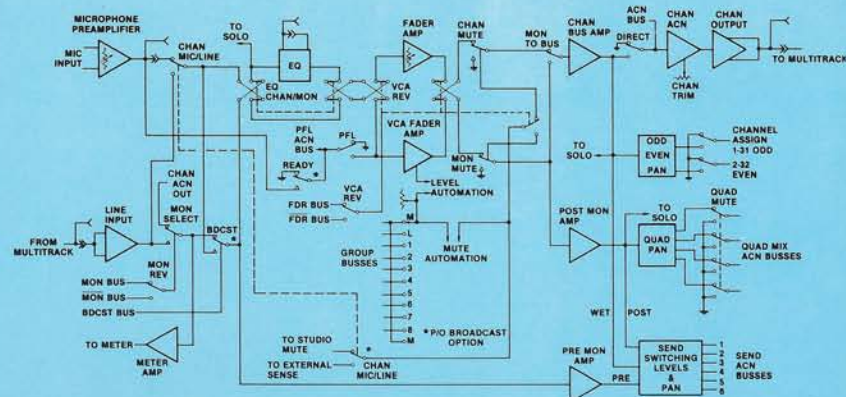 MICROPHONE
PREAMPLIFIER
MIC
INPUT
CHAN
MIC/LINE
TO
SOLO
EQ
EQ
CHAN/MON
VCA
REV
FADER
AMP
CHAN
MUTE
MON
TO BUS
CHAN
BUS AMP
ACN
BUS
DIRECT
CHAN
ACN
CHAN
OUTPUT
TO MULTITRACK
CHAN
TRIM
PFL
ACN
BUS
PFL
READY
*
VCA FADER
AMP
MON
MUTE
LEVEL AUTOMATION
VCA
REV
FDR BUS
FDR BUS
TO
SOLO
ODD
EVEN
PAN
CHANNEL
ASSIGN
1-31 ODD
2-32
EVEN
CHAN
ACN
OUT
LINE
INPUT
MON
SELECT
BDCST
*
FROM
MULTITRACK
MON
REV
MON BUS
MON BUS
BDCST BUS
TO METER
METER
AMP
GROUP
BUSSES
M
L
1
2
3
4
5
6
7
8
M
MUTE
AUTOMATION
*P/O BROADCAST
OPTION
POST MON
AMP
TO
SOLO
QUAD
PAN
QUAD
MUTE
QUAD MIX
ACN BUSSES
WET
POST
TO STUDIO
MUTE
TO EXTERNAL
SENSE
*
CHAN
MIC/LINE
PRE MON
AMP
PRE
SEND
SWITCHING
LEVELS
&
PAN
1
2
3
4
5
6
SEND
ACN
BUSSES